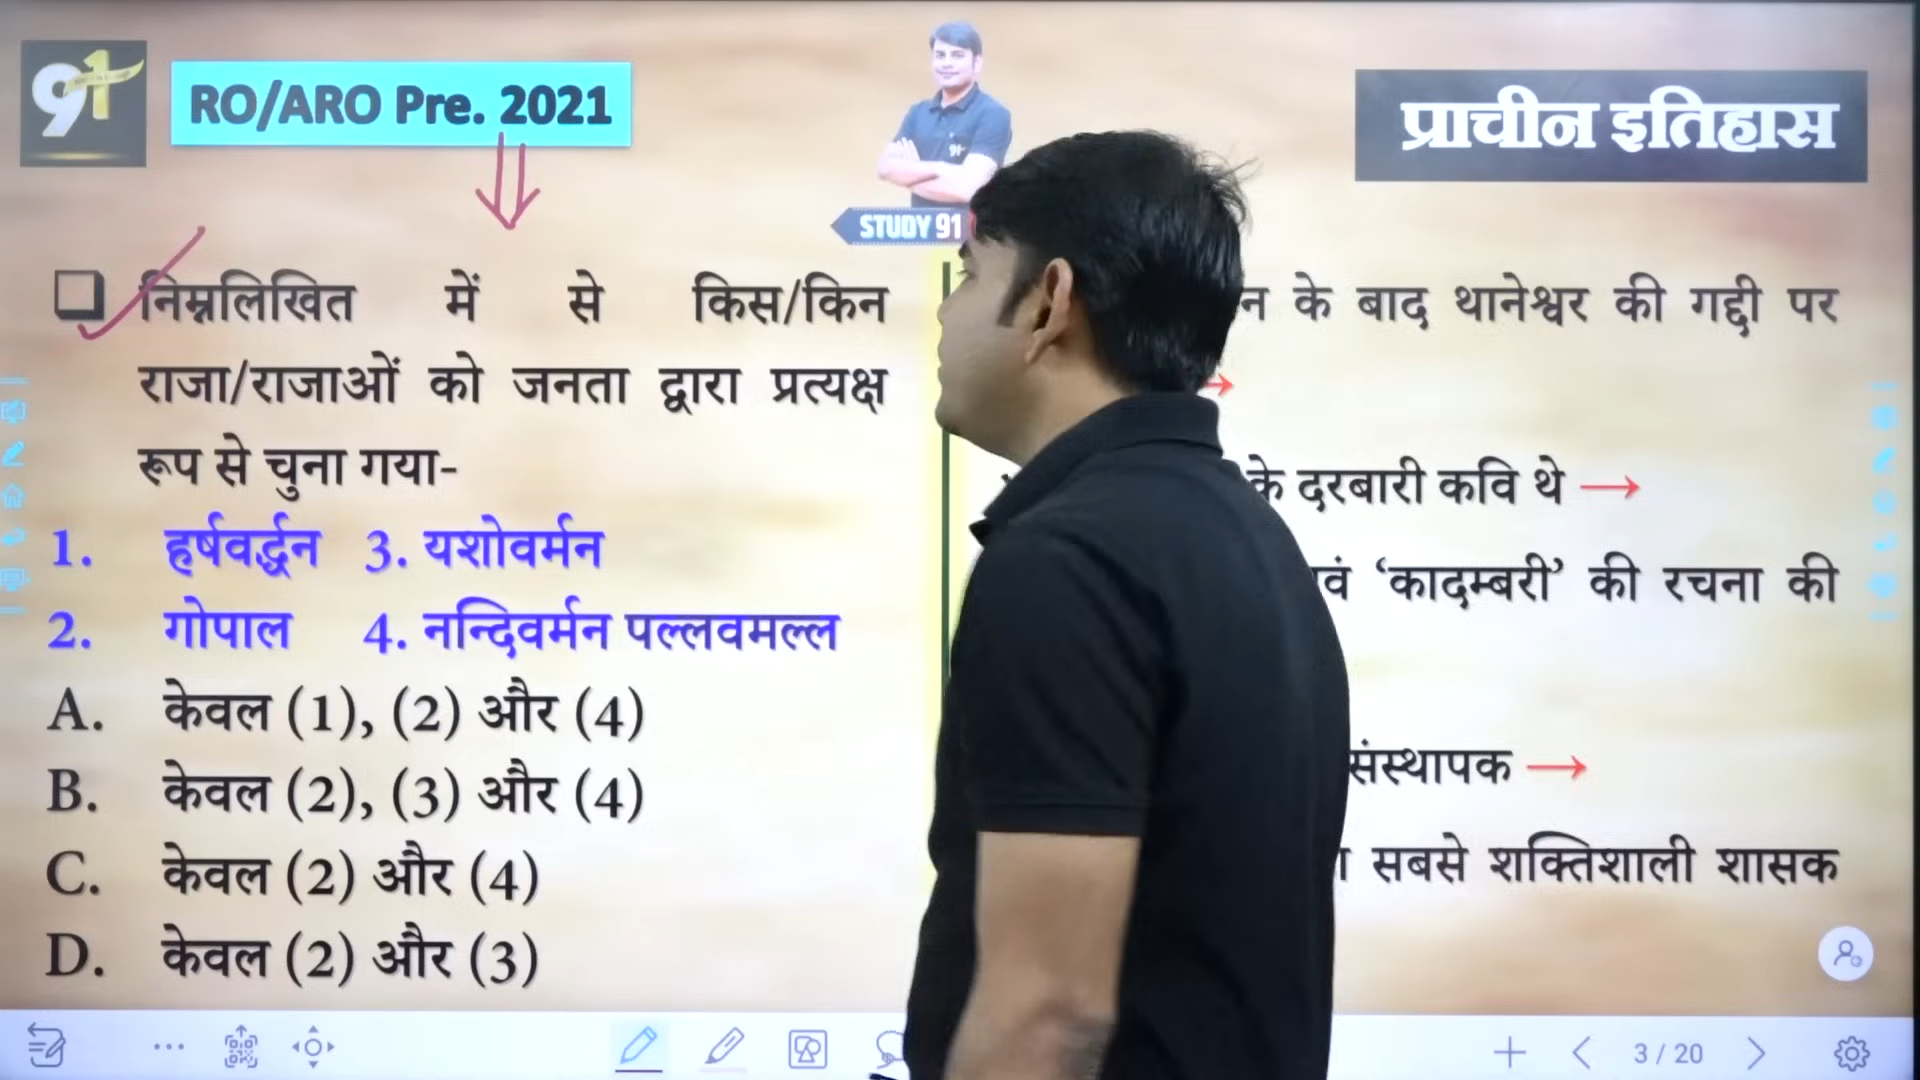 91
RO/ARO Pre. 2021
STUDY 91
प्राचीन इतिहास
निम्नलिखित में से किस/किन
राजा/राजाओं को जनता द्वारा प्रत्यक्ष
रूप से चुना गया-
1. हर्षवर्द्धन 3. यशोवर्मन
2. गोपाल 4. नन्दिवर्मन पल्लवमल्ल
A. केवल (1), (2) और (4)
B. केवल (2), (3) और (4)
C. केवल (2) और (4)
D. केवल (2) और (3)
के बाद थानेश्वर की गद्दी पर
के दरबारी कवि थे →
‘कादम्बरी’ की रचना की
संस्थापक →
सबसे शक्तिशाली शासक
3 / 20